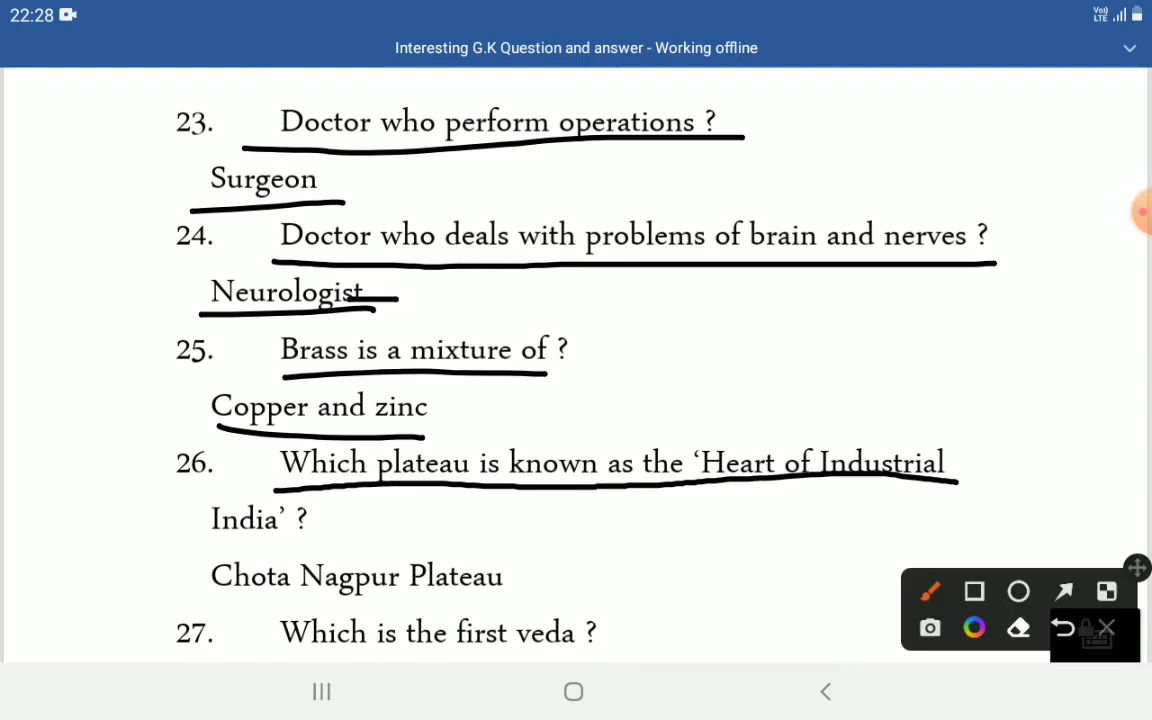 22:28
Vo)) LTE
Interesting G.K Question and answer - Working offline
23. Doctor who perform operations ?
Surgeon
24. Doctor who deals with problems of brain and nerves ?
Neurologist
25. Brass is a mixture of ?
Copper and zinc
26. Which plateau is known as the ‘Heart of Industrial
India’ ?
Chota Nagpur Plateau
27. Which is the first veda ?